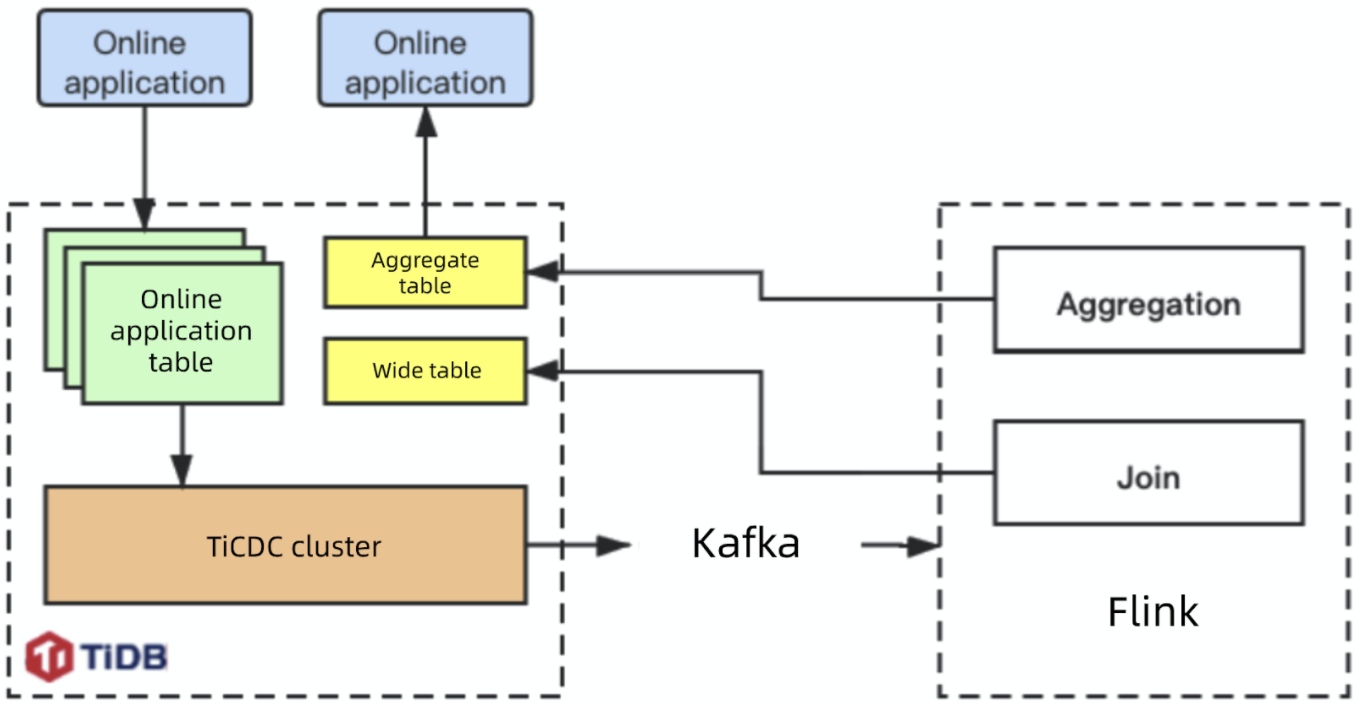 Online
application
Online
application
Online
application
table
Aggregate
table
Wide table
Aggregation
Join
TiCDC cluster
Kafka
Flink
TiDB